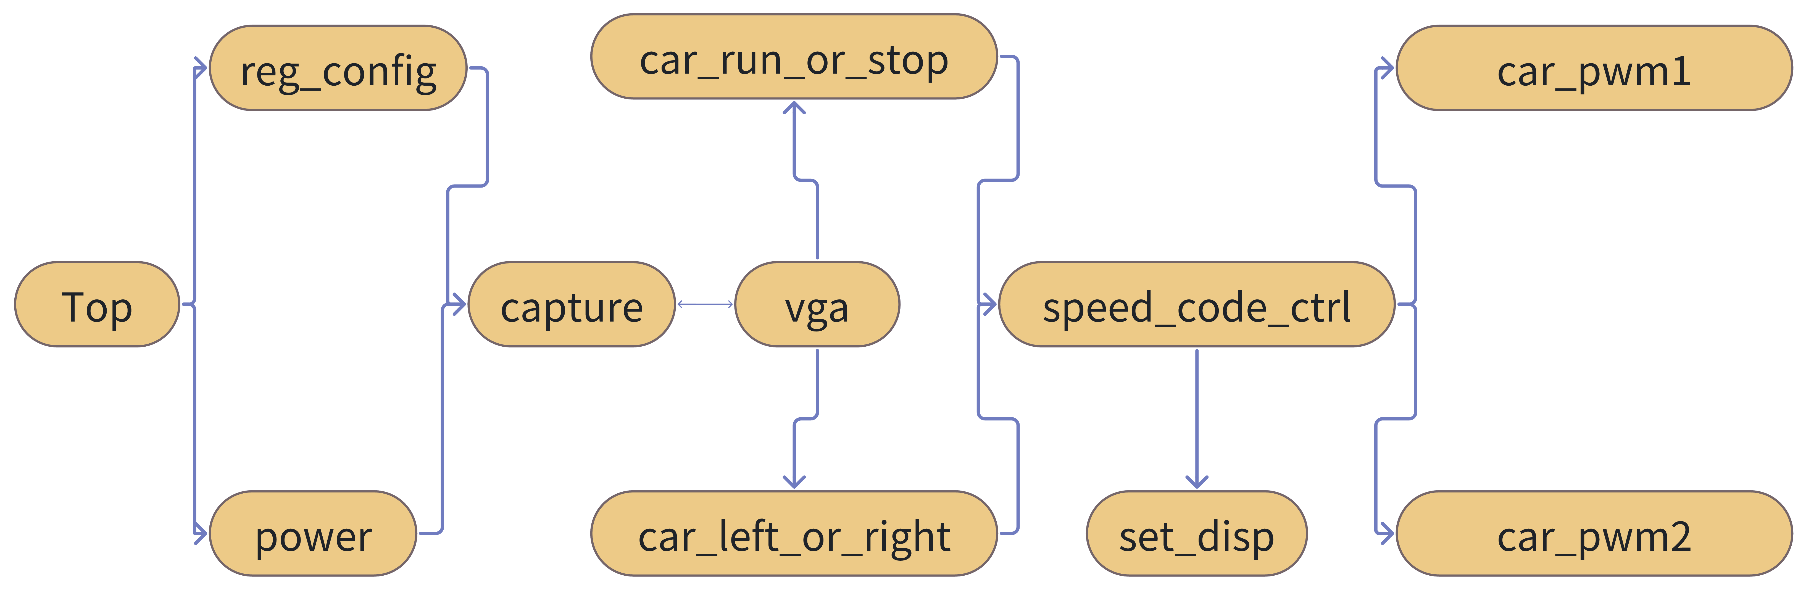 reg_config
car_run_or_stop
car_pwm1
Top
capture
vga
speed_code_ctrl
power
car_left_or_right
set_disp
car_pwm2